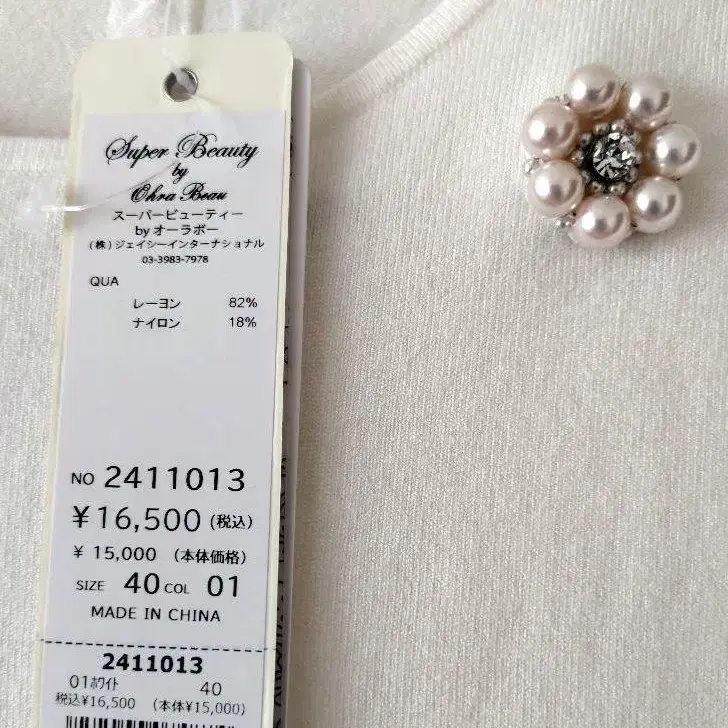 Super Beauty
by
Ohra Beau
スーパービューティー
by オーラボー
(株)ジェイシーインターナショナル
03-3983-7978
QUA
レーヨン 82%
ナイロン 18%
NO 2411013
¥16,500 (税込)
¥ 15,000 (本体価格)
SIZE 40 COL 01
MADE IN CHINA
2411013
01ホワイト 40
税込¥16,500 (本体¥15,000)